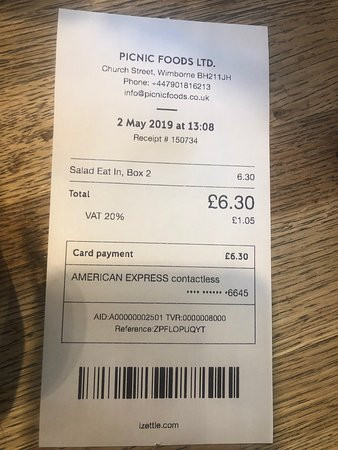 PICNIC FOODS LTD.
Church Street, Wimborne BH211JH
Phone: +447901816213
info@picnicfoods.co.uk
2 May 2019 at 13:08
Receipt # 150734
Salad Eat In, Box 2 6.30
Total £6.30
VAT 20% £1.05
Card payment £6.30
AMERICAN EXPRESS contactless
•••• •••••• •6645
AID:A00000002501 TVR:0000008000
Reference:ZPFLOPUQYT
izettle.com